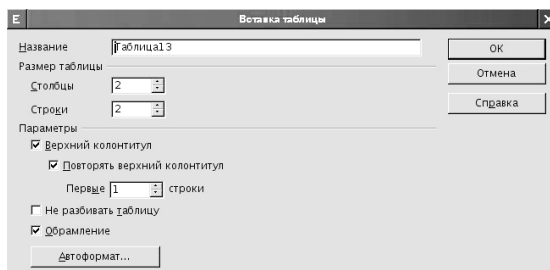 E Вставка таблицы X
Название Таблица13 OK
Размер таблицы
Столбцы 2 Отмена
Строки 2 Справка
Параметры
Верхний колонтитул
Повторять верхний колонтитул
Первые 1 строки
Не разбивать таблицу
Обрамление
Автоформат...